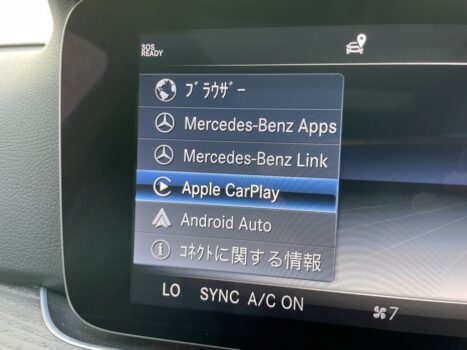 SOS
READY
ﾌﾞﾗｳｻﾞｰ
Mercedes-Benz Apps
Mercedes-Benz Link
Apple CarPlay
Android Auto
ｺﾈｸﾄに関する情報
LO SYNC A/C ON 7